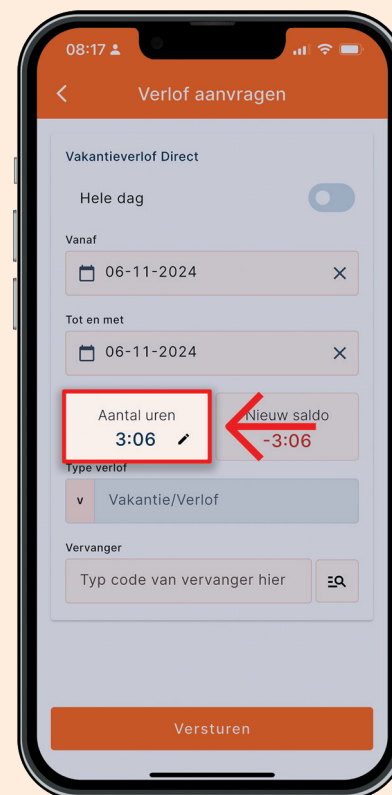 08:17
Verlof aanvragen
Vakantieverlof Direct
Hele dag
Vanaf
06-11-2024
Tot en met
06-11-2024
Aantal uren
3:06
Nieuw saldo
-3:06
Type verlof
v Vakantie/Verlof
Vervanger
Typ code van vervanger hier
Versturen